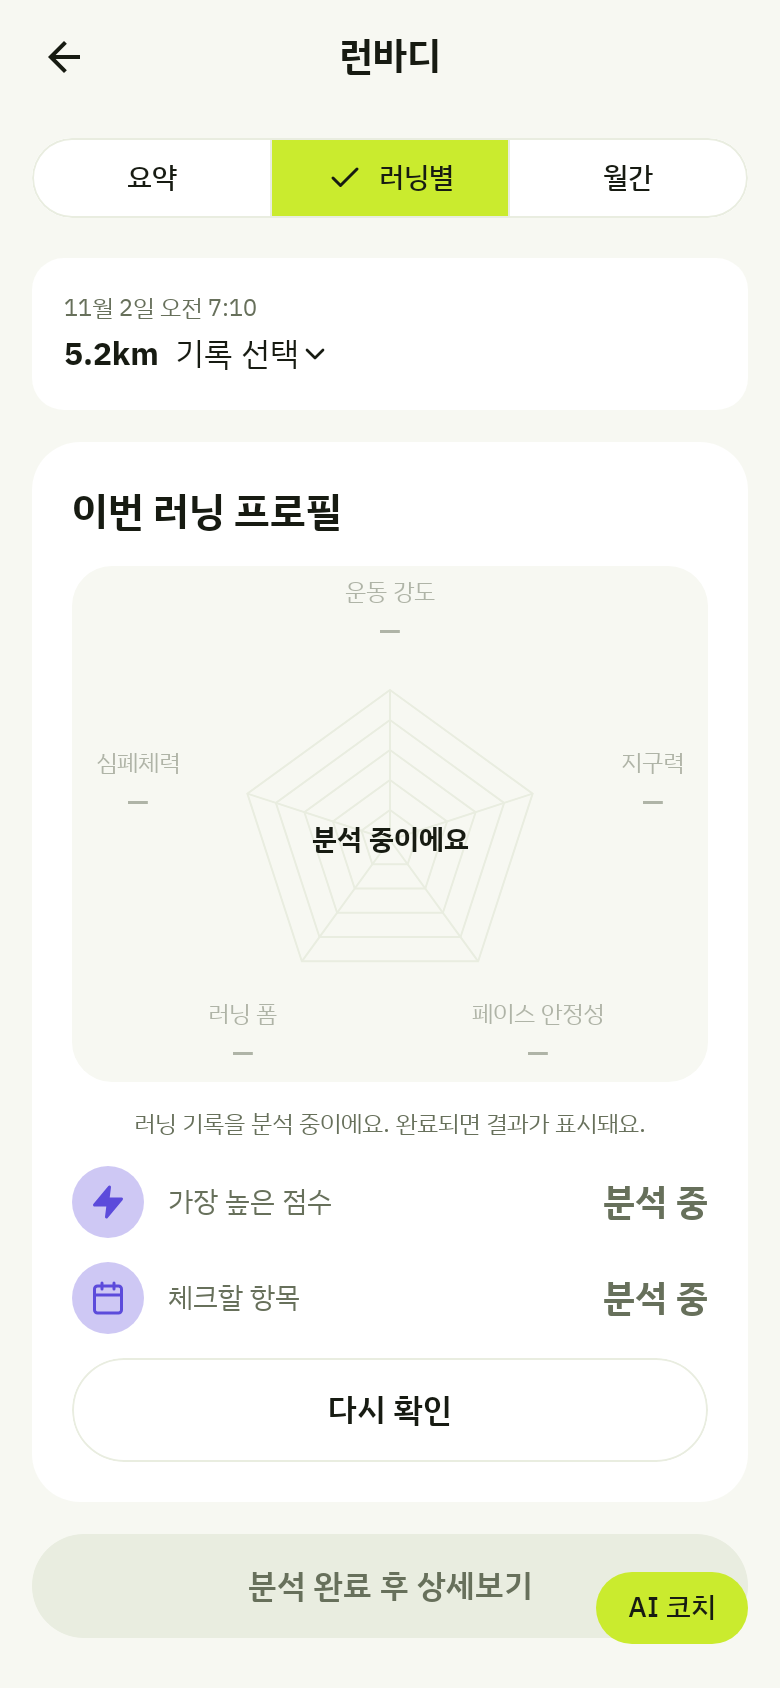 런바디
요약
러닝별
월간
11월 2일 오전 7:10
5.2km 기록 선택
이번 러닝 프로필
운동 강도
—
심폐체력
—
지구력
—
분석 중이에요
러닝 폼
—
페이스 안정성
—
러닝 기록을 분석 중이에요. 완료되면 결과가 표시돼요.
가장 높은 점수 분석 중
체크할 항목 분석 중
다시 확인
분석 완료 후 상세보기
AI 코치